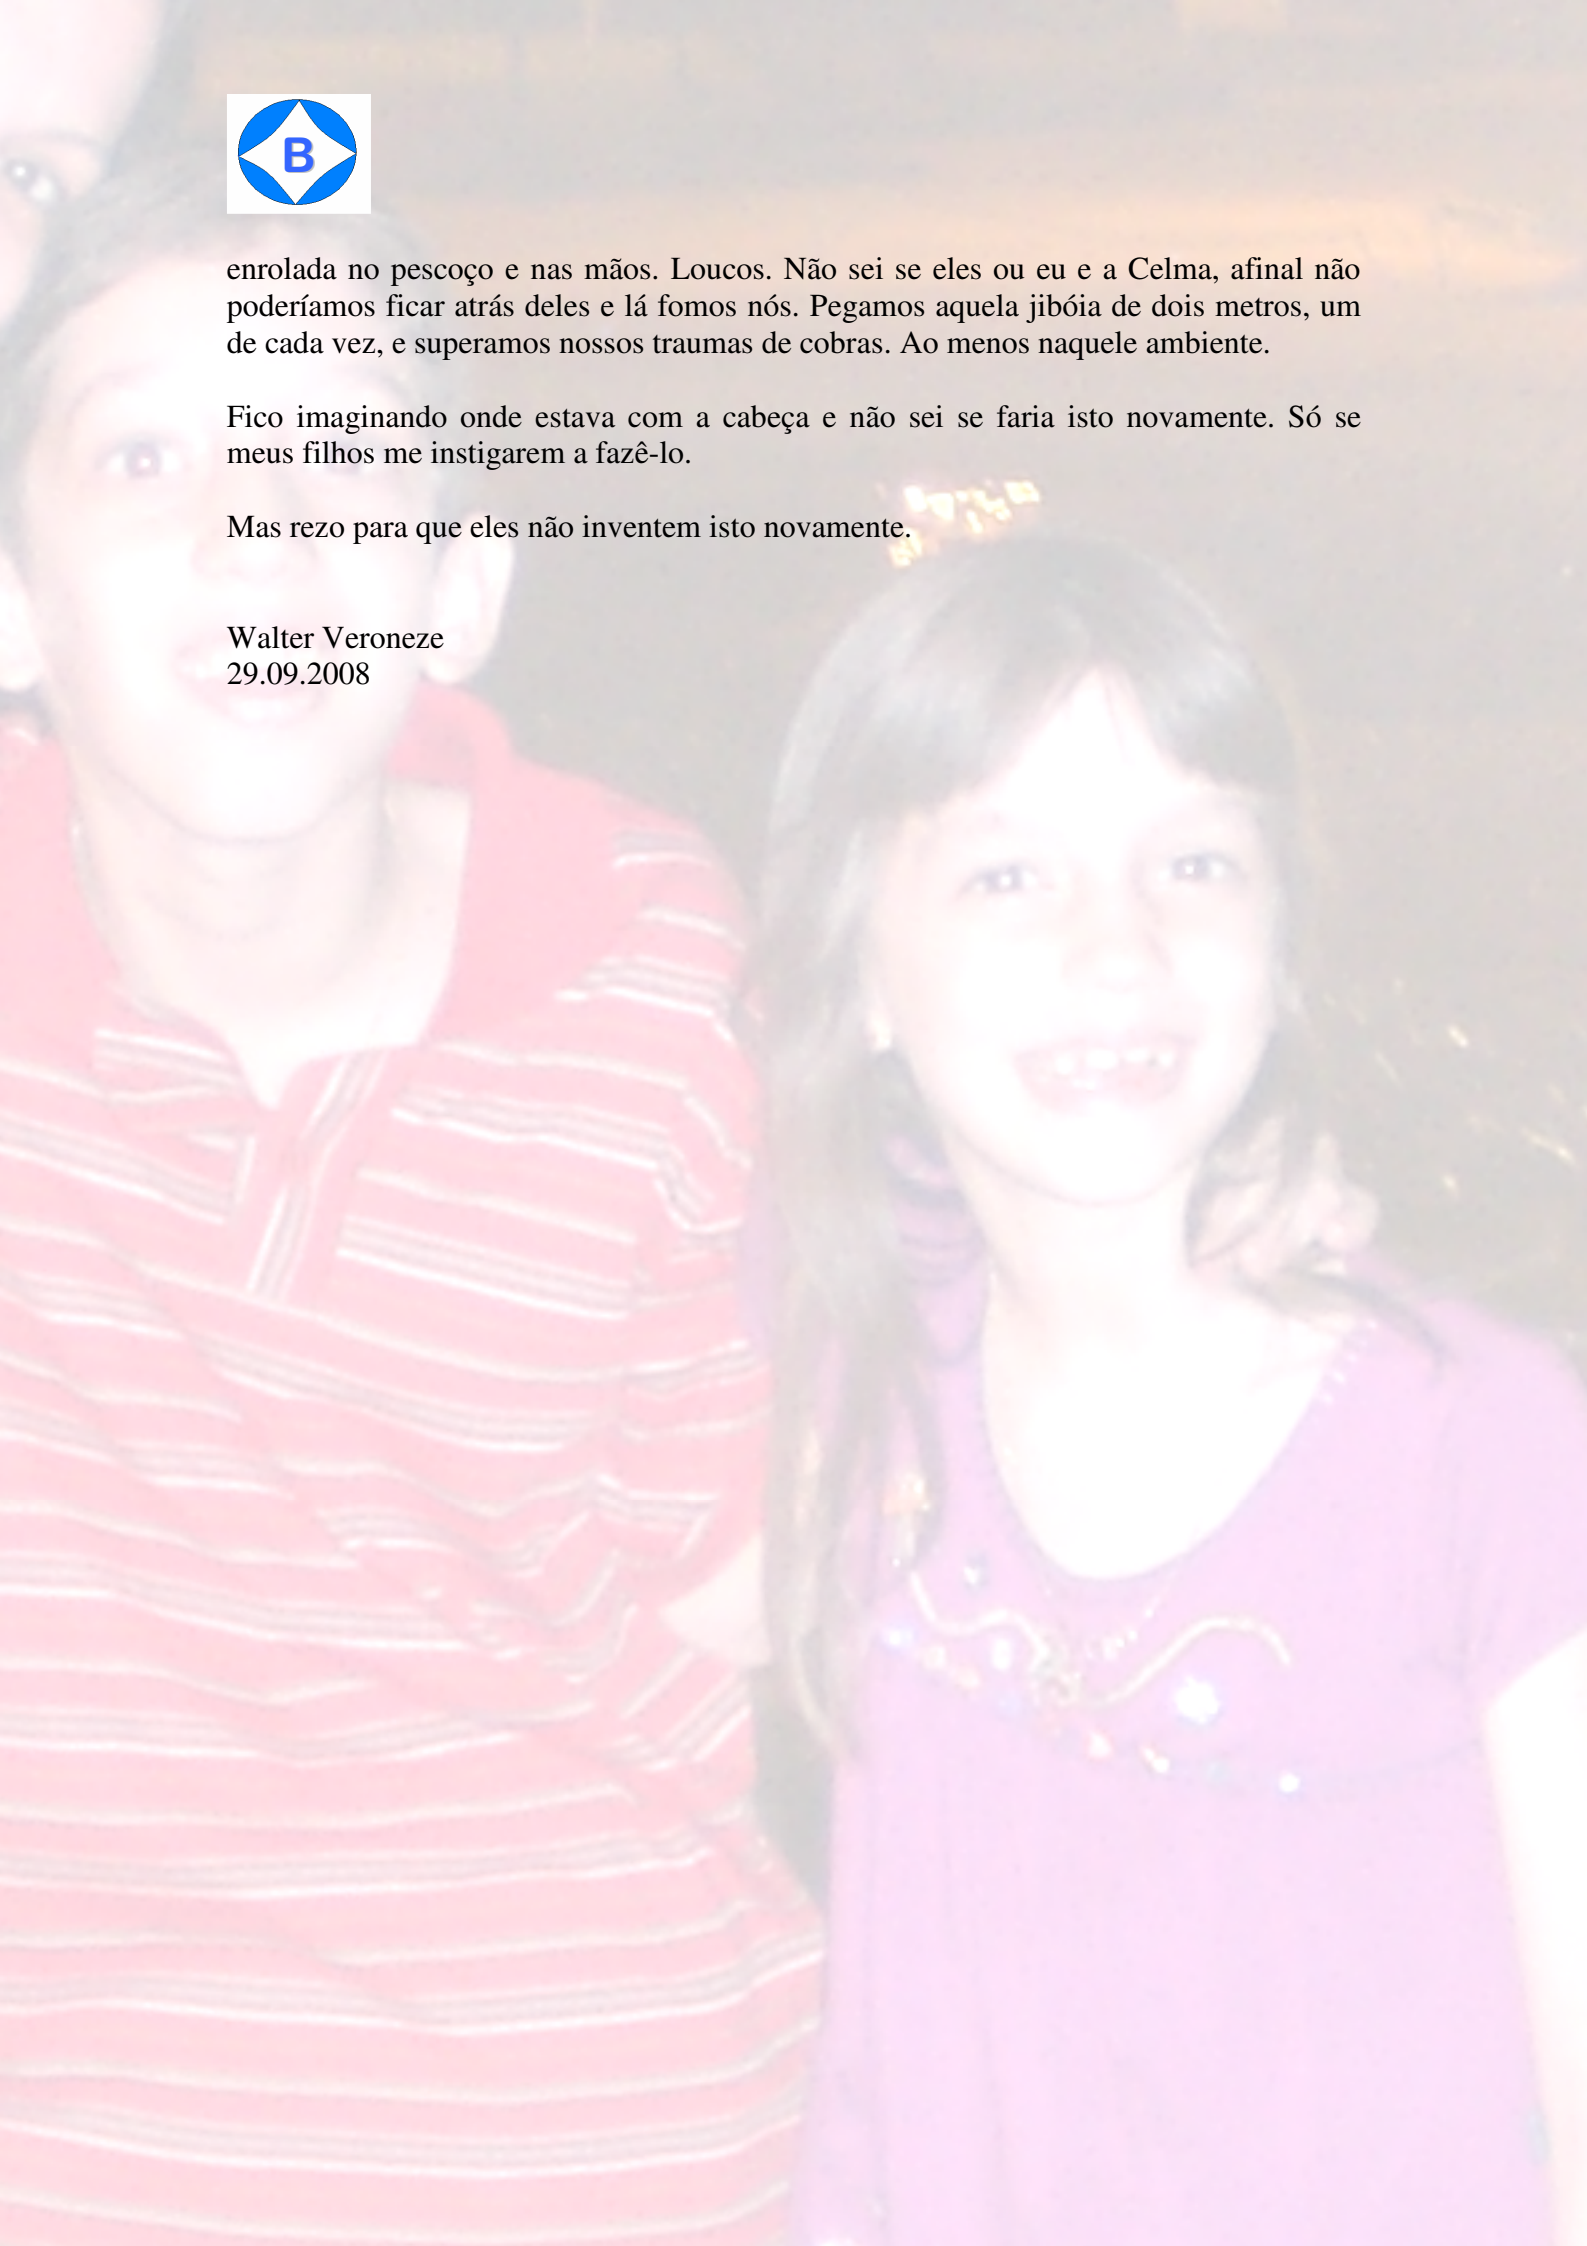 B
enrolada no pescoço e nas mãos. Loucos. Não sei se eles ou eu e a Celma, afinal não
poderíamos ficar atrás deles e lá fomos nós. Pegamos aquela jibóia de dois metros, um
de cada vez, e superamos nossos traumas de cobras. Ao menos naquele ambiente.
Fico imaginando onde estava com a cabeça e não sei se faria isto novamente. Só se
meus filhos me instigarem a fazê-lo.
Mas rezo para que eles não inventem isto novamente.
Walter Veroneze
29.09.2008